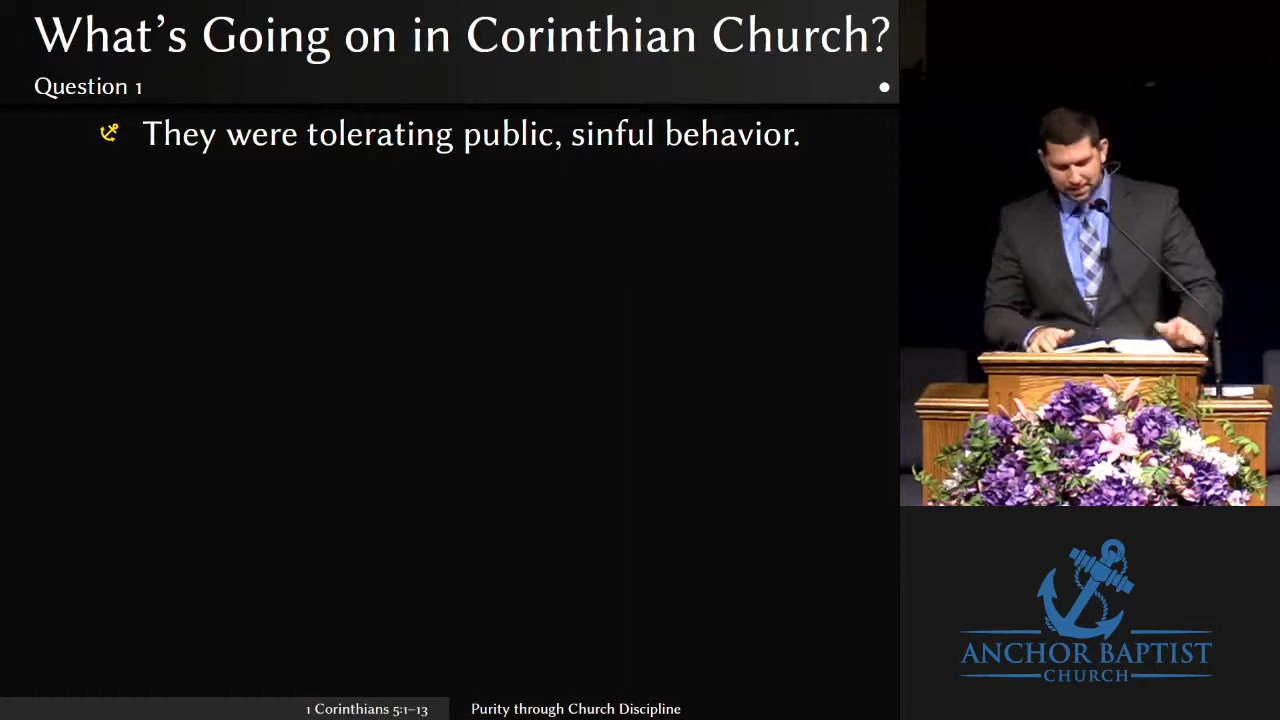 What's Going on in Corinthian Church?
Question 1
They were tolerating public, sinful behavior.
ANCHOR BAPTIST
CHURCH
1 Corinthians 5:1–13
Purity through Church Discipline